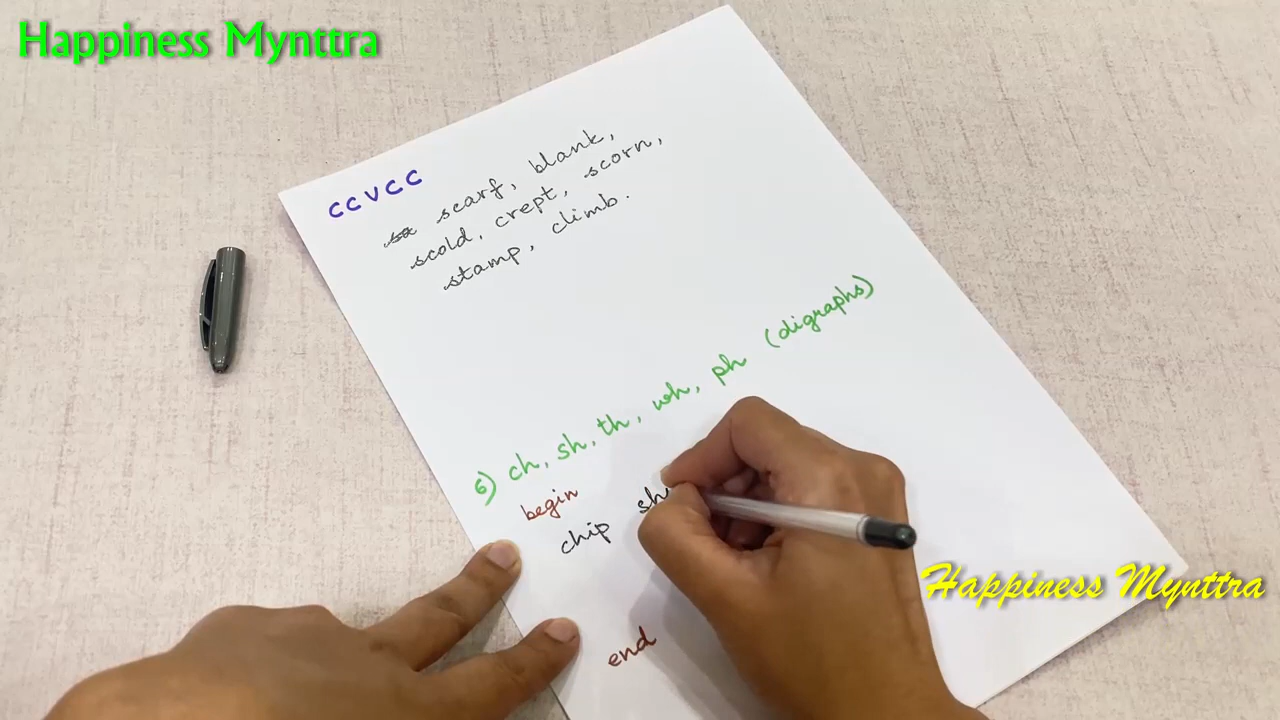 Happiness Mynttra
CCVCC
scarf, blank,
scold, crept, scorn,
stamp, climb.
6) ch, sh, th, wh, ph (digraphs)
begin
chip sh
end
Happiness Mynttra